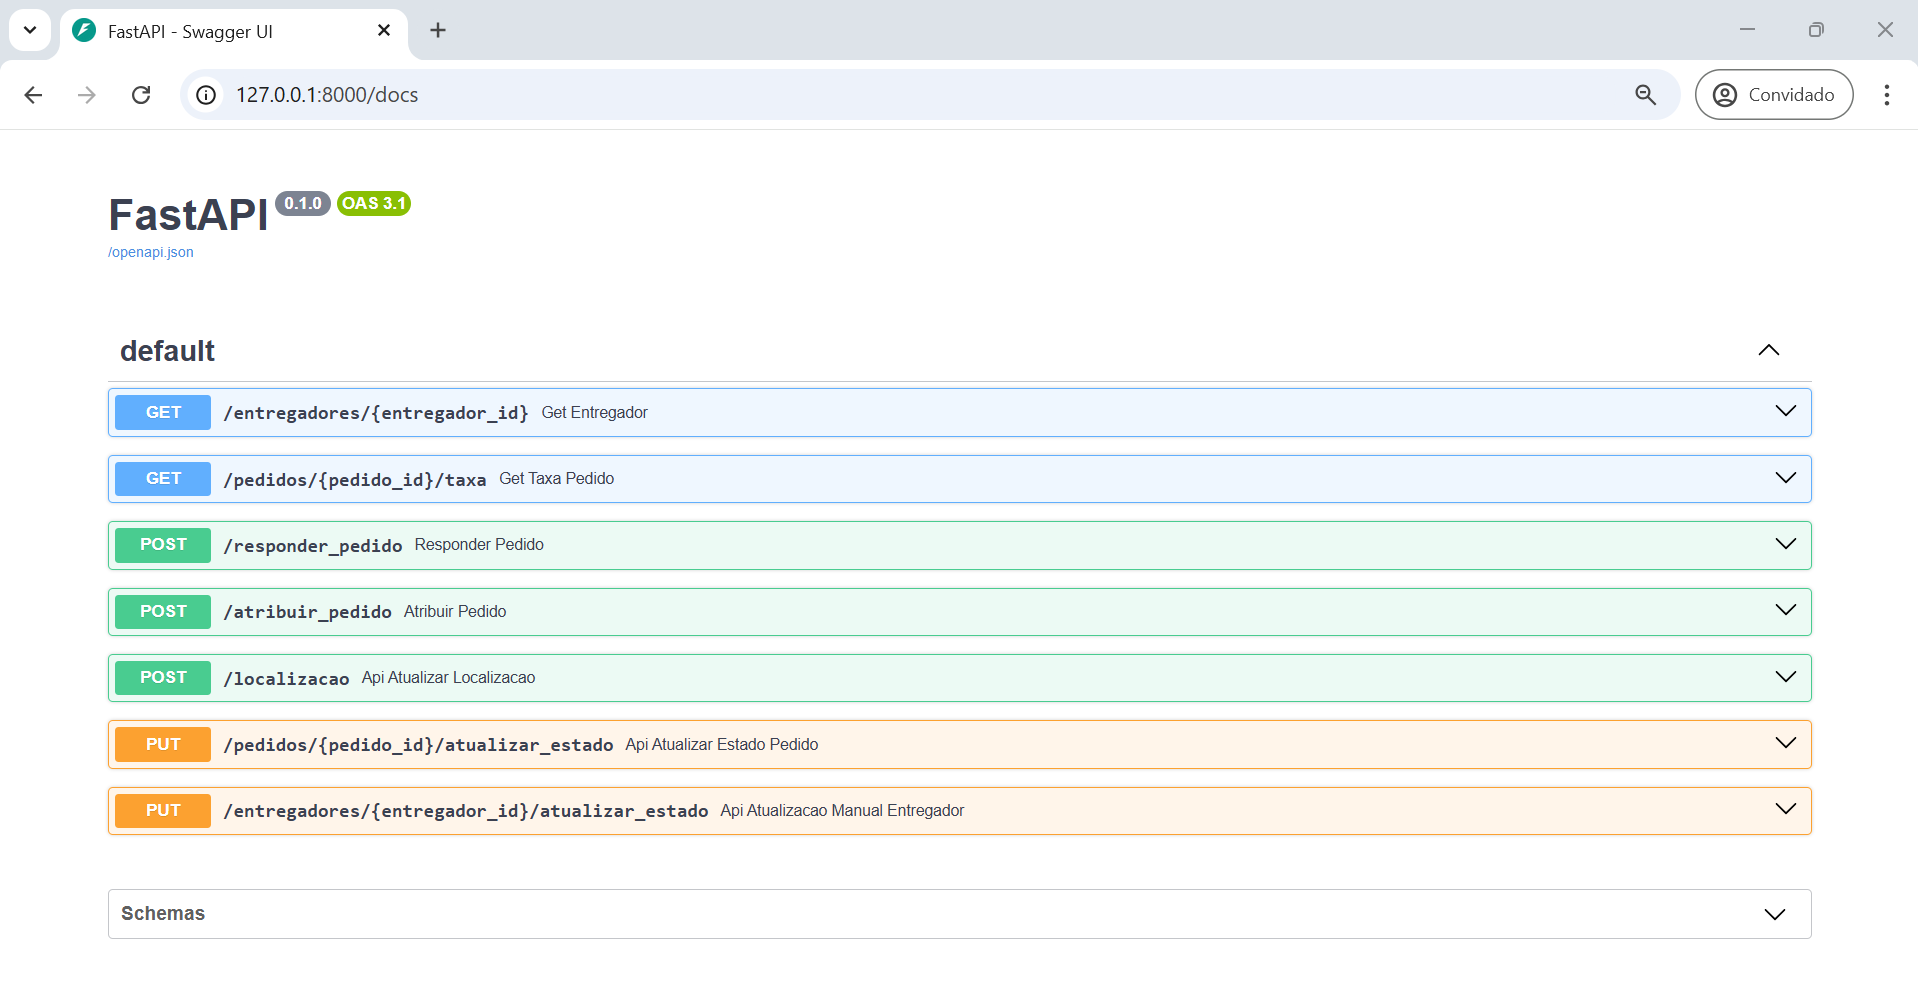 FastAPI - Swagger UI
127.0.0.1:8000/docs
Convidado
FastAPI 0.1.0 OAS 3.1
/openapi.json
default
GET /entregadores/{entregador_id} Get Entregador
GET /pedidos/{pedido_id}/taxa Get Taxa Pedido
POST /responder_pedido Responder Pedido
POST /atribuir_pedido Atribuir Pedido
POST /localizacao Api Atualizar Localizacao
PUT /pedidos/{pedido_id}/atualizar_estado Api Atualizar Estado Pedido
PUT /entregadores/{entregador_id}/atualizar_estado Api Atualizacao Manual Entregador
Schemas